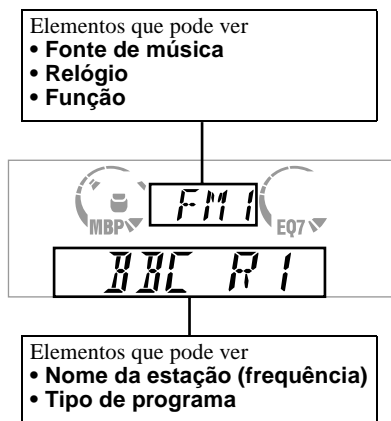 Elementos que pode ver
• Fonte de música
• Relógio
• Função
FM1
MBP
EQ7
BBC R1
Elementos que pode ver
• Nome da estação (frequência)
• Tipo de programa